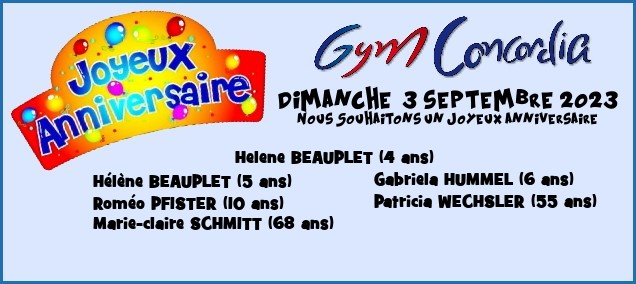 Joyeux
Anniversaire
Gym Concordia
DIMANCHE 3 SEPTEMBRE 2023
NOUS SOUHAITONS UN JOYEUX ANNIVERSAIRE
Helene BEAUPLET (4 ans)
Hélène BEAUPLET (5 ans) Gabriela HUMMEL (6 ans)
Roméo PFISTER (10 ans) Patricia WECHSLER (55 ans)
Marie-claire SCHMITT (68 ans)